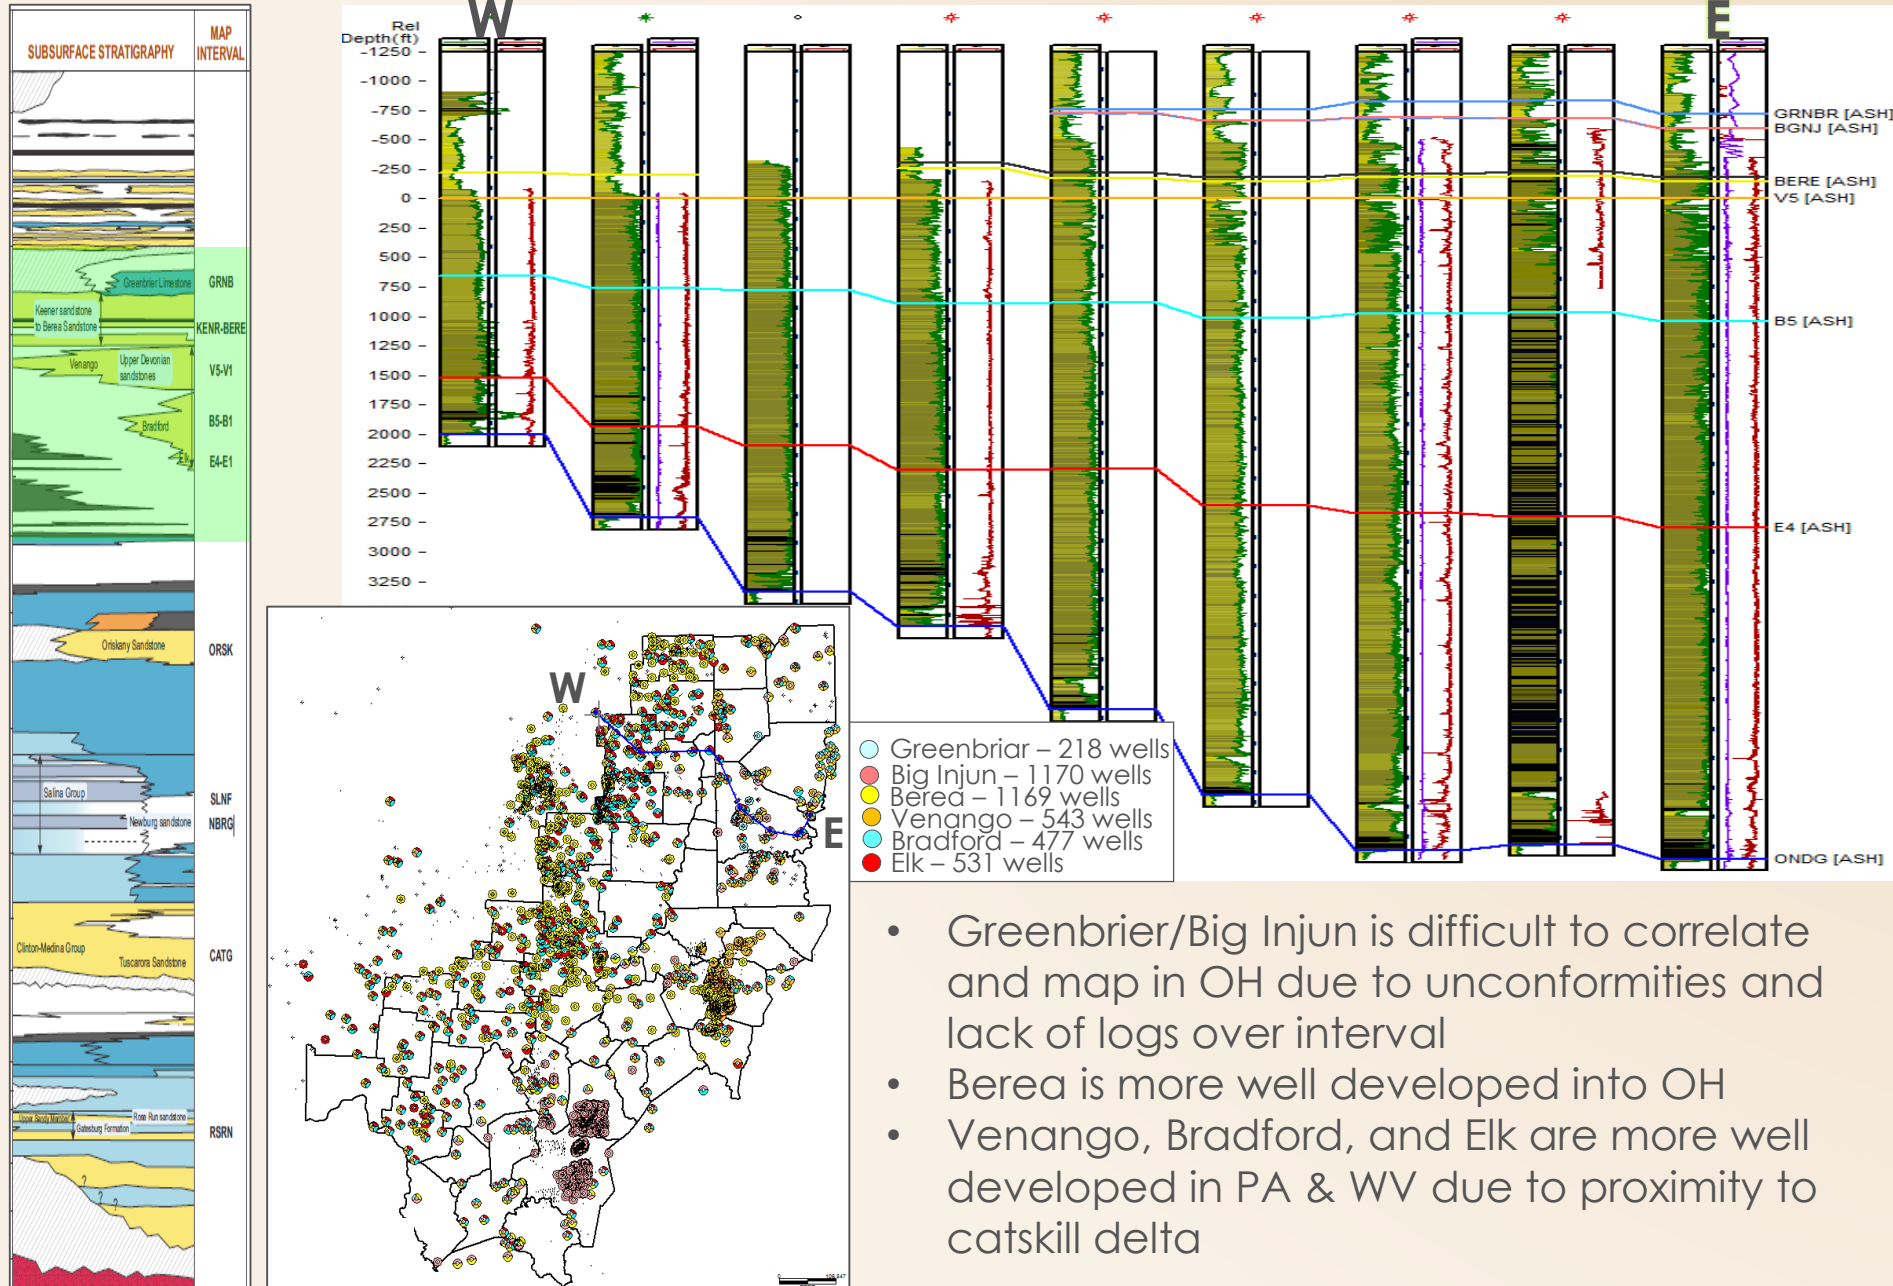 SUBSURFACE STRATIGRAPHY
MAP
INTERVAL
Greenbrier Limestone
GRNB
Keener sandstone
to Berea Sandstone
KENR-BERE
Venango
Upper Devonian
sandstones
V5-V1
Bradford
B5-B1
Elk
E4-E1
Oriskany Sandstone
ORSK
Salina Group
SLNF
Newburg sandstone
NBRG
Clinton-Medina Group
Tuscarora Sandstone
CATG
Upper Sandy Member
Rose Run sandstone
Gatesburg Formation
RSRN
?
?
?
W
E
Rel
Depth(ft)
-1250
-1000
-750
-500
-250
0
250
500
750
1000
1250
1500
1750
2000
2250
2500
2750
3000
3250
GRNBR [ASH]
BGNJ [ASH]
BERE [ASH]
V5 [ASH]
B5 [ASH]
E4 [ASH]
ONDG [ASH]
W
E
0
Greenbriar – 218 wells
Big Injun – 1170 wells
Berea – 1169 wells
Venango – 543 wells
Bradford – 477 wells
Elk – 531 wells
• Greenbrier/Big Injun is difficult to correlate
and map in OH due to unconformities and
lack of logs over interval
• Berea is more well developed into OH
• Venango, Bradford, and Elk are more well
developed in PA & WV due to proximity to
catskill delta